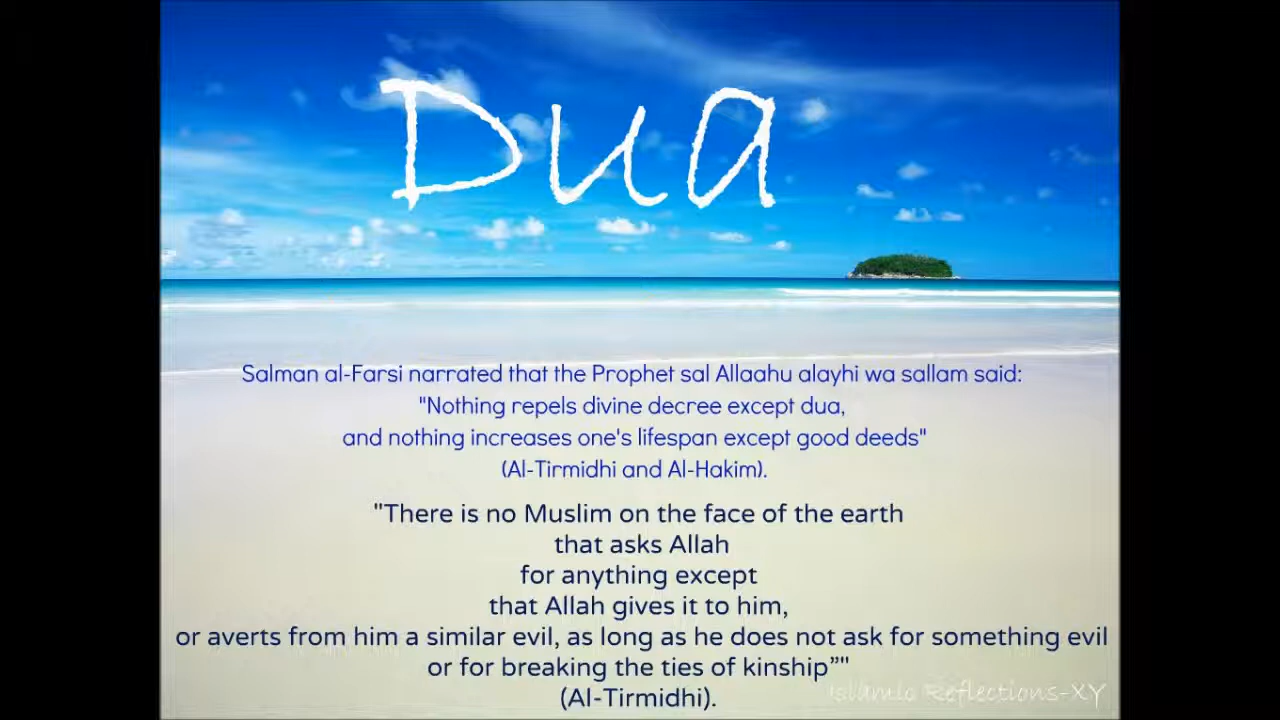 Dua
Salman al-Farsi narrated that the Prophet sal Allaahu alayhi wa sallam said:
"Nothing repels divine decree except dua,
and nothing increases one's lifespan except good deeds"
(Al-Tirmidhi and Al-Hakim).
"There is no Muslim on the face of the earth
that asks Allah
for anything except
that Allah gives it to him,
or averts from him a similar evil, as long as he does not ask for something evil
or for breaking the ties of kinship”"
(Al-Tirmidhi).
Islamic Reflections-XY